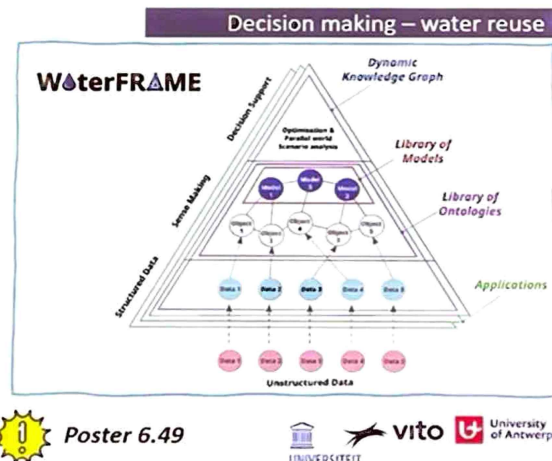 Decision making – water reuse
WaterFRAME
Dynamic
Knowledge Graph
Decision Support
Optimisation &
Parallel world
Scenario analysis
Library of
Models
Model
1
Model
3
Model
2
Library of
Ontologies
Sense Making
Object
1
Object
Object
4
Object
Object
5
Structured Data
Applications
Data 1
Data 2
Data 3
Data 4
Data 5
Data 1
Data 2
Data 3
Data 4
Unstructured Data
Poster 6.49
vito
University
of Antwerp
UNIVERSITEIT